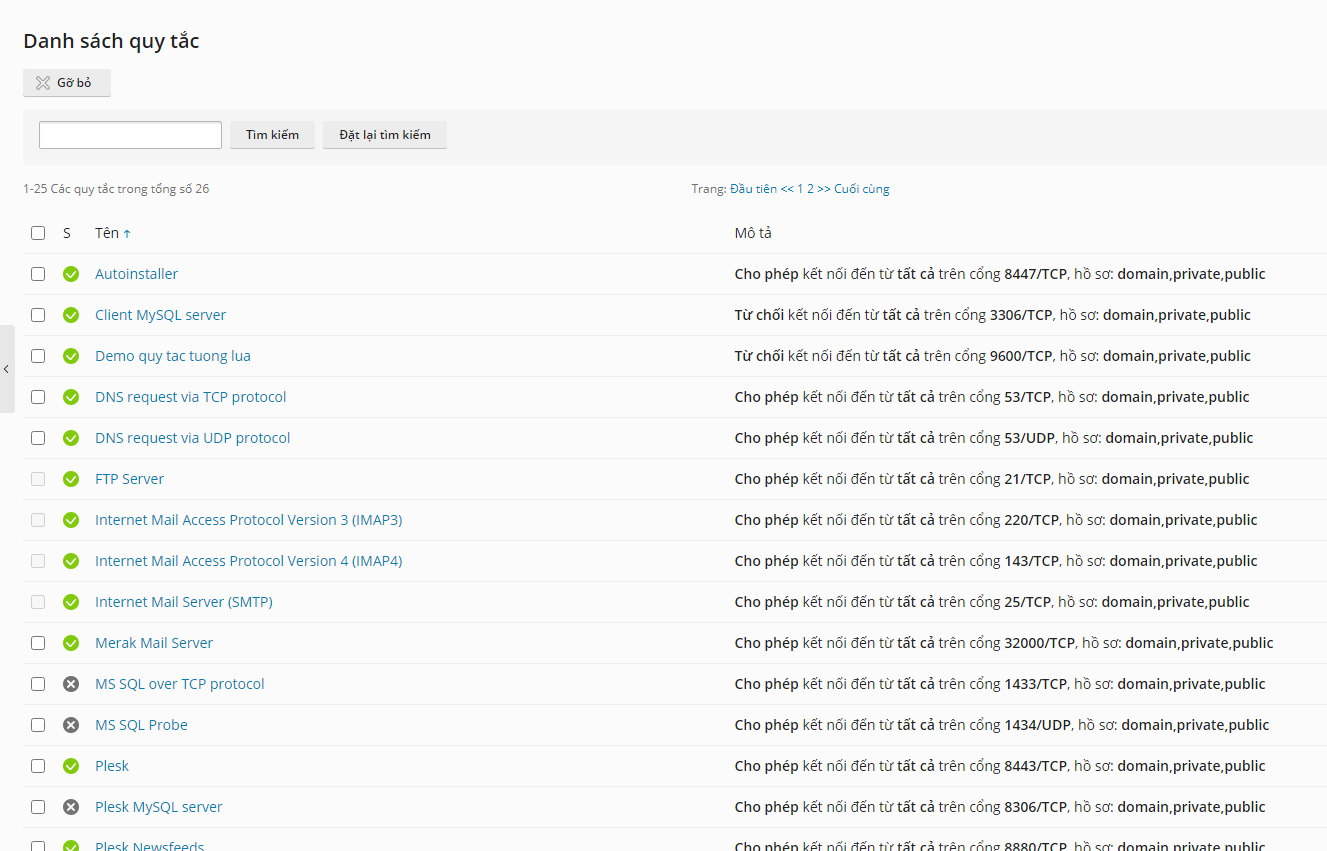 Danh sách quy tắc
Gỡ bỏ
Tìm kiếm Đặt lại tìm kiếm
1-25 Các quy tắc trong tổng số 26 Trang: Đầu tiên << 1 2 >> Cuối cùng
S Tên ↑ Mô tả
Autoinstaller Cho phép kết nối đến từ tất cả trên cổng 8447/TCP, hồ sơ: domain,private,public
Client MySQL server Từ chối kết nối đến từ tất cả trên cổng 3306/TCP, hồ sơ: domain,private,public
Demo quy tac tuong lua Từ chối kết nối đến từ tất cả trên cổng 9600/TCP, hồ sơ: domain,private,public
DNS request via TCP protocol Cho phép kết nối đến từ tất cả trên cổng 53/TCP, hồ sơ: domain,private,public
DNS request via UDP protocol Cho phép kết nối đến từ tất cả trên cổng 53/UDP, hồ sơ: domain,private,public
FTP Server Cho phép kết nối đến từ tất cả trên cổng 21/TCP, hồ sơ: domain,private,public
Internet Mail Access Protocol Version 3 (IMAP3) Cho phép kết nối đến từ tất cả trên cổng 220/TCP, hồ sơ: domain,private,public
Internet Mail Access Protocol Version 4 (IMAP4) Cho phép kết nối đến từ tất cả trên cổng 143/TCP, hồ sơ: domain,private,public
Internet Mail Server (SMTP) Cho phép kết nối đến từ tất cả trên cổng 25/TCP, hồ sơ: domain,private,public
Merak Mail Server Cho phép kết nối đến từ tất cả trên cổng 32000/TCP, hồ sơ: domain,private,public
MS SQL over TCP protocol Cho phép kết nối đến từ tất cả trên cổng 1433/TCP, hồ sơ: domain,private,public
MS SQL Probe Cho phép kết nối đến từ tất cả trên cổng 1434/UDP, hồ sơ: domain,private,public
Plesk Cho phép kết nối đến từ tất cả trên cổng 8443/TCP, hồ sơ: domain,private,public
Plesk MySQL server Cho phép kết nối đến từ tất cả trên cổng 8306/TCP, hồ sơ: domain,private,public
Plesk Newsfeeds Cho phép kết nối đến từ tất cả trên cổng 8880/TCP, hồ sơ: domain,private,public